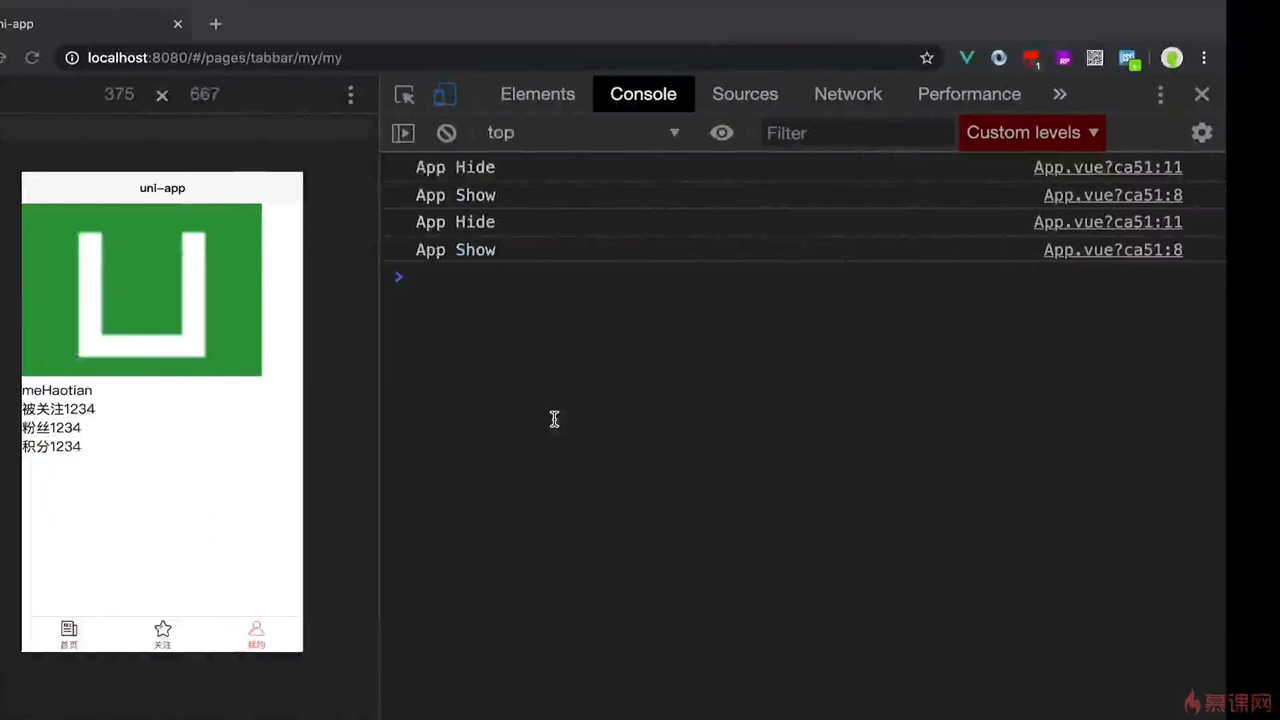 ni-app
localhost:8080/#/pages/tabbar/my/my
375 × 667
Elements Console Sources Network Performance »
top Filter Custom levels ▼
App Hide App.vue?ca51:11
App Show App.vue?ca51:8
App Hide App.vue?ca51:11
App Show App.vue?ca51:8
>
uni-app
meHaotian
被关注1234
粉丝1234
积分1234
首页 关注 我的
慕课网